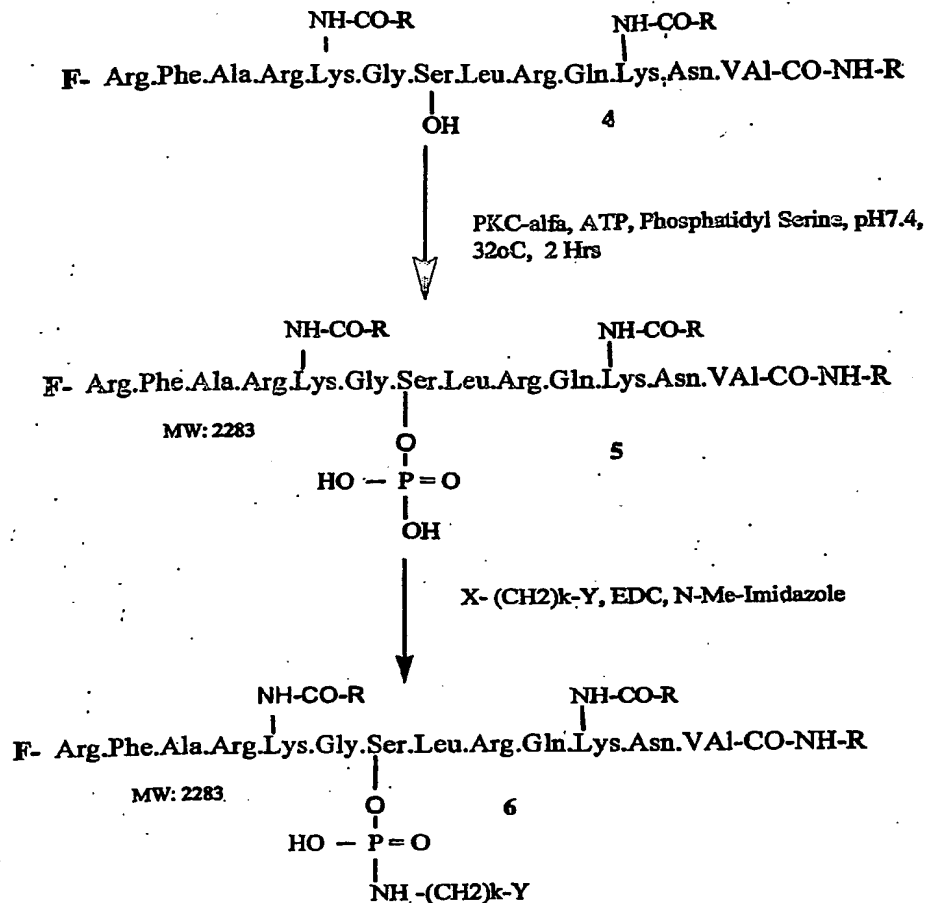 NH-CO-R NH-CO-R
F- Arg.Phe.Ala.Arg.Lys.Gly.Ser.Leu.Arg.Gln.Lys.Asn.VAl-CO-NH-R
OH 4
PKC-alfa, ATP, Phosphatidyl Serine, pH7.4,
32oC, 2 Hrs
NH-CO-R NH-CO-R
F- Arg.Phe.Ala.Arg.Lys.Gly.Ser.Leu.Arg.Gln.Lys.Asn.VAl-CO-NH-R
MW: 2283
O 5
HO - P = O
OH
X- (CH2)k-Y, EDC, N-Me-Imidazole
NH-CO-R NH-CO-R
F- Arg.Phe.Ala.Arg.Lys.Gly.Ser.Leu.Arg.Gln.Lys.Asn.VAl-CO-NH-R
MW: 2283
O 6
HO - P = O
NH -(CH2)k-Y